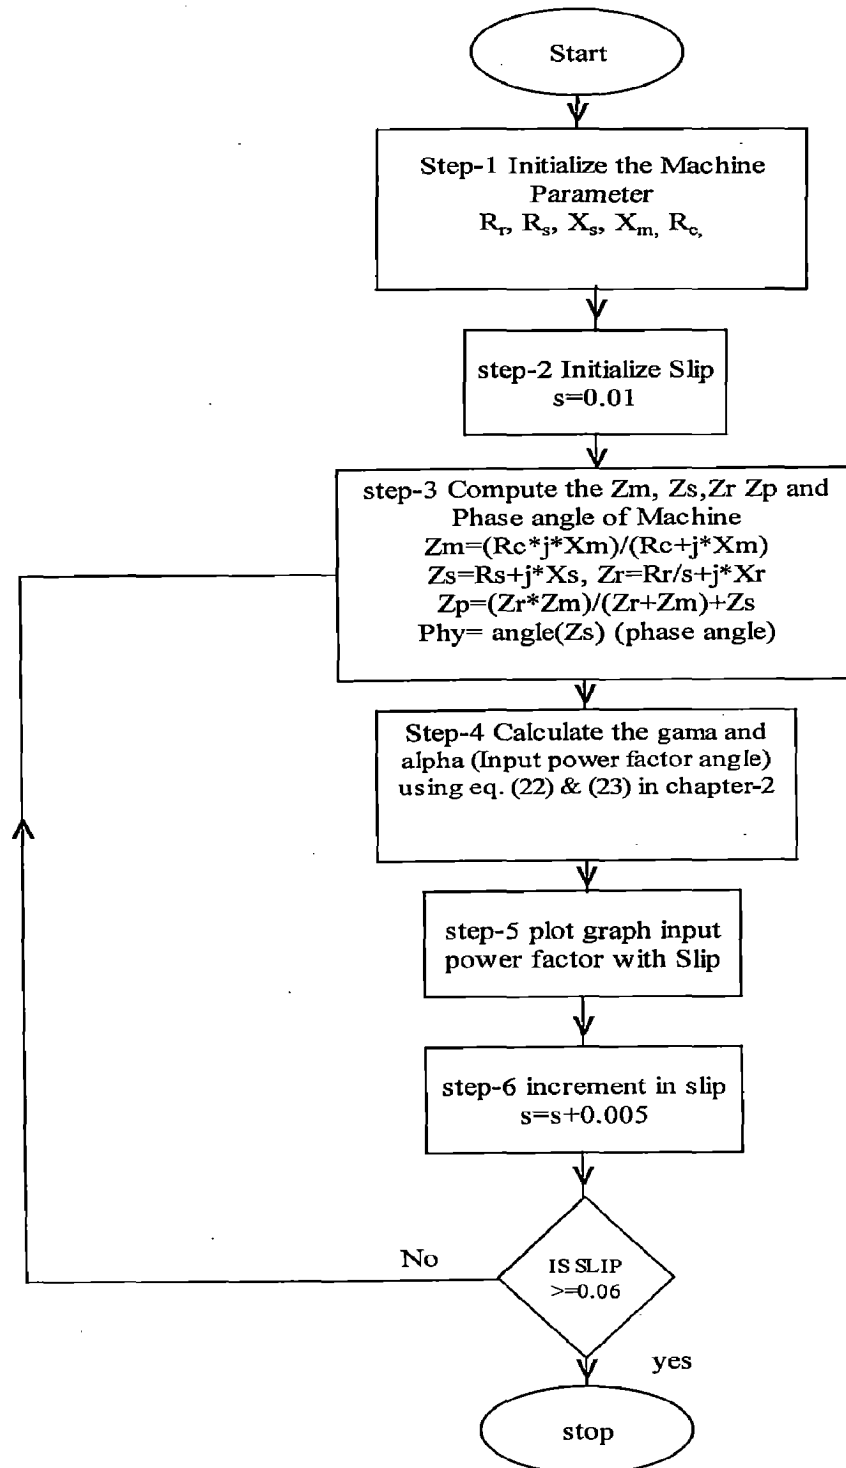 Start
Step-1 Initialize the Machine
Parameter
Rr, Rs, Xs, Xm, Rc,
step-2 Initialize Slip
s=0.01
step-3 Compute the Zm, Zs,Zr Zp and
Phase angle of Machine
Zm=(Rc*j*Xm)/(Rc+j*Xm)
Zs=Rs+j*Xs, Zr=Rr/s+j*Xr
Zp=(Zr*Zm)/(Zr+Zm)+Zs
Phy= angle(Zs) (phase angle)
Step-4 Calculate the gama and
alpha (Input power factor angle)
using eq. (22) & (23) in chapter-2
step-5 plot graph input
power factor with Slip
step-6 increment in slip
s=s+0.005
No
IS SLIP
>=0.06
yes
stop